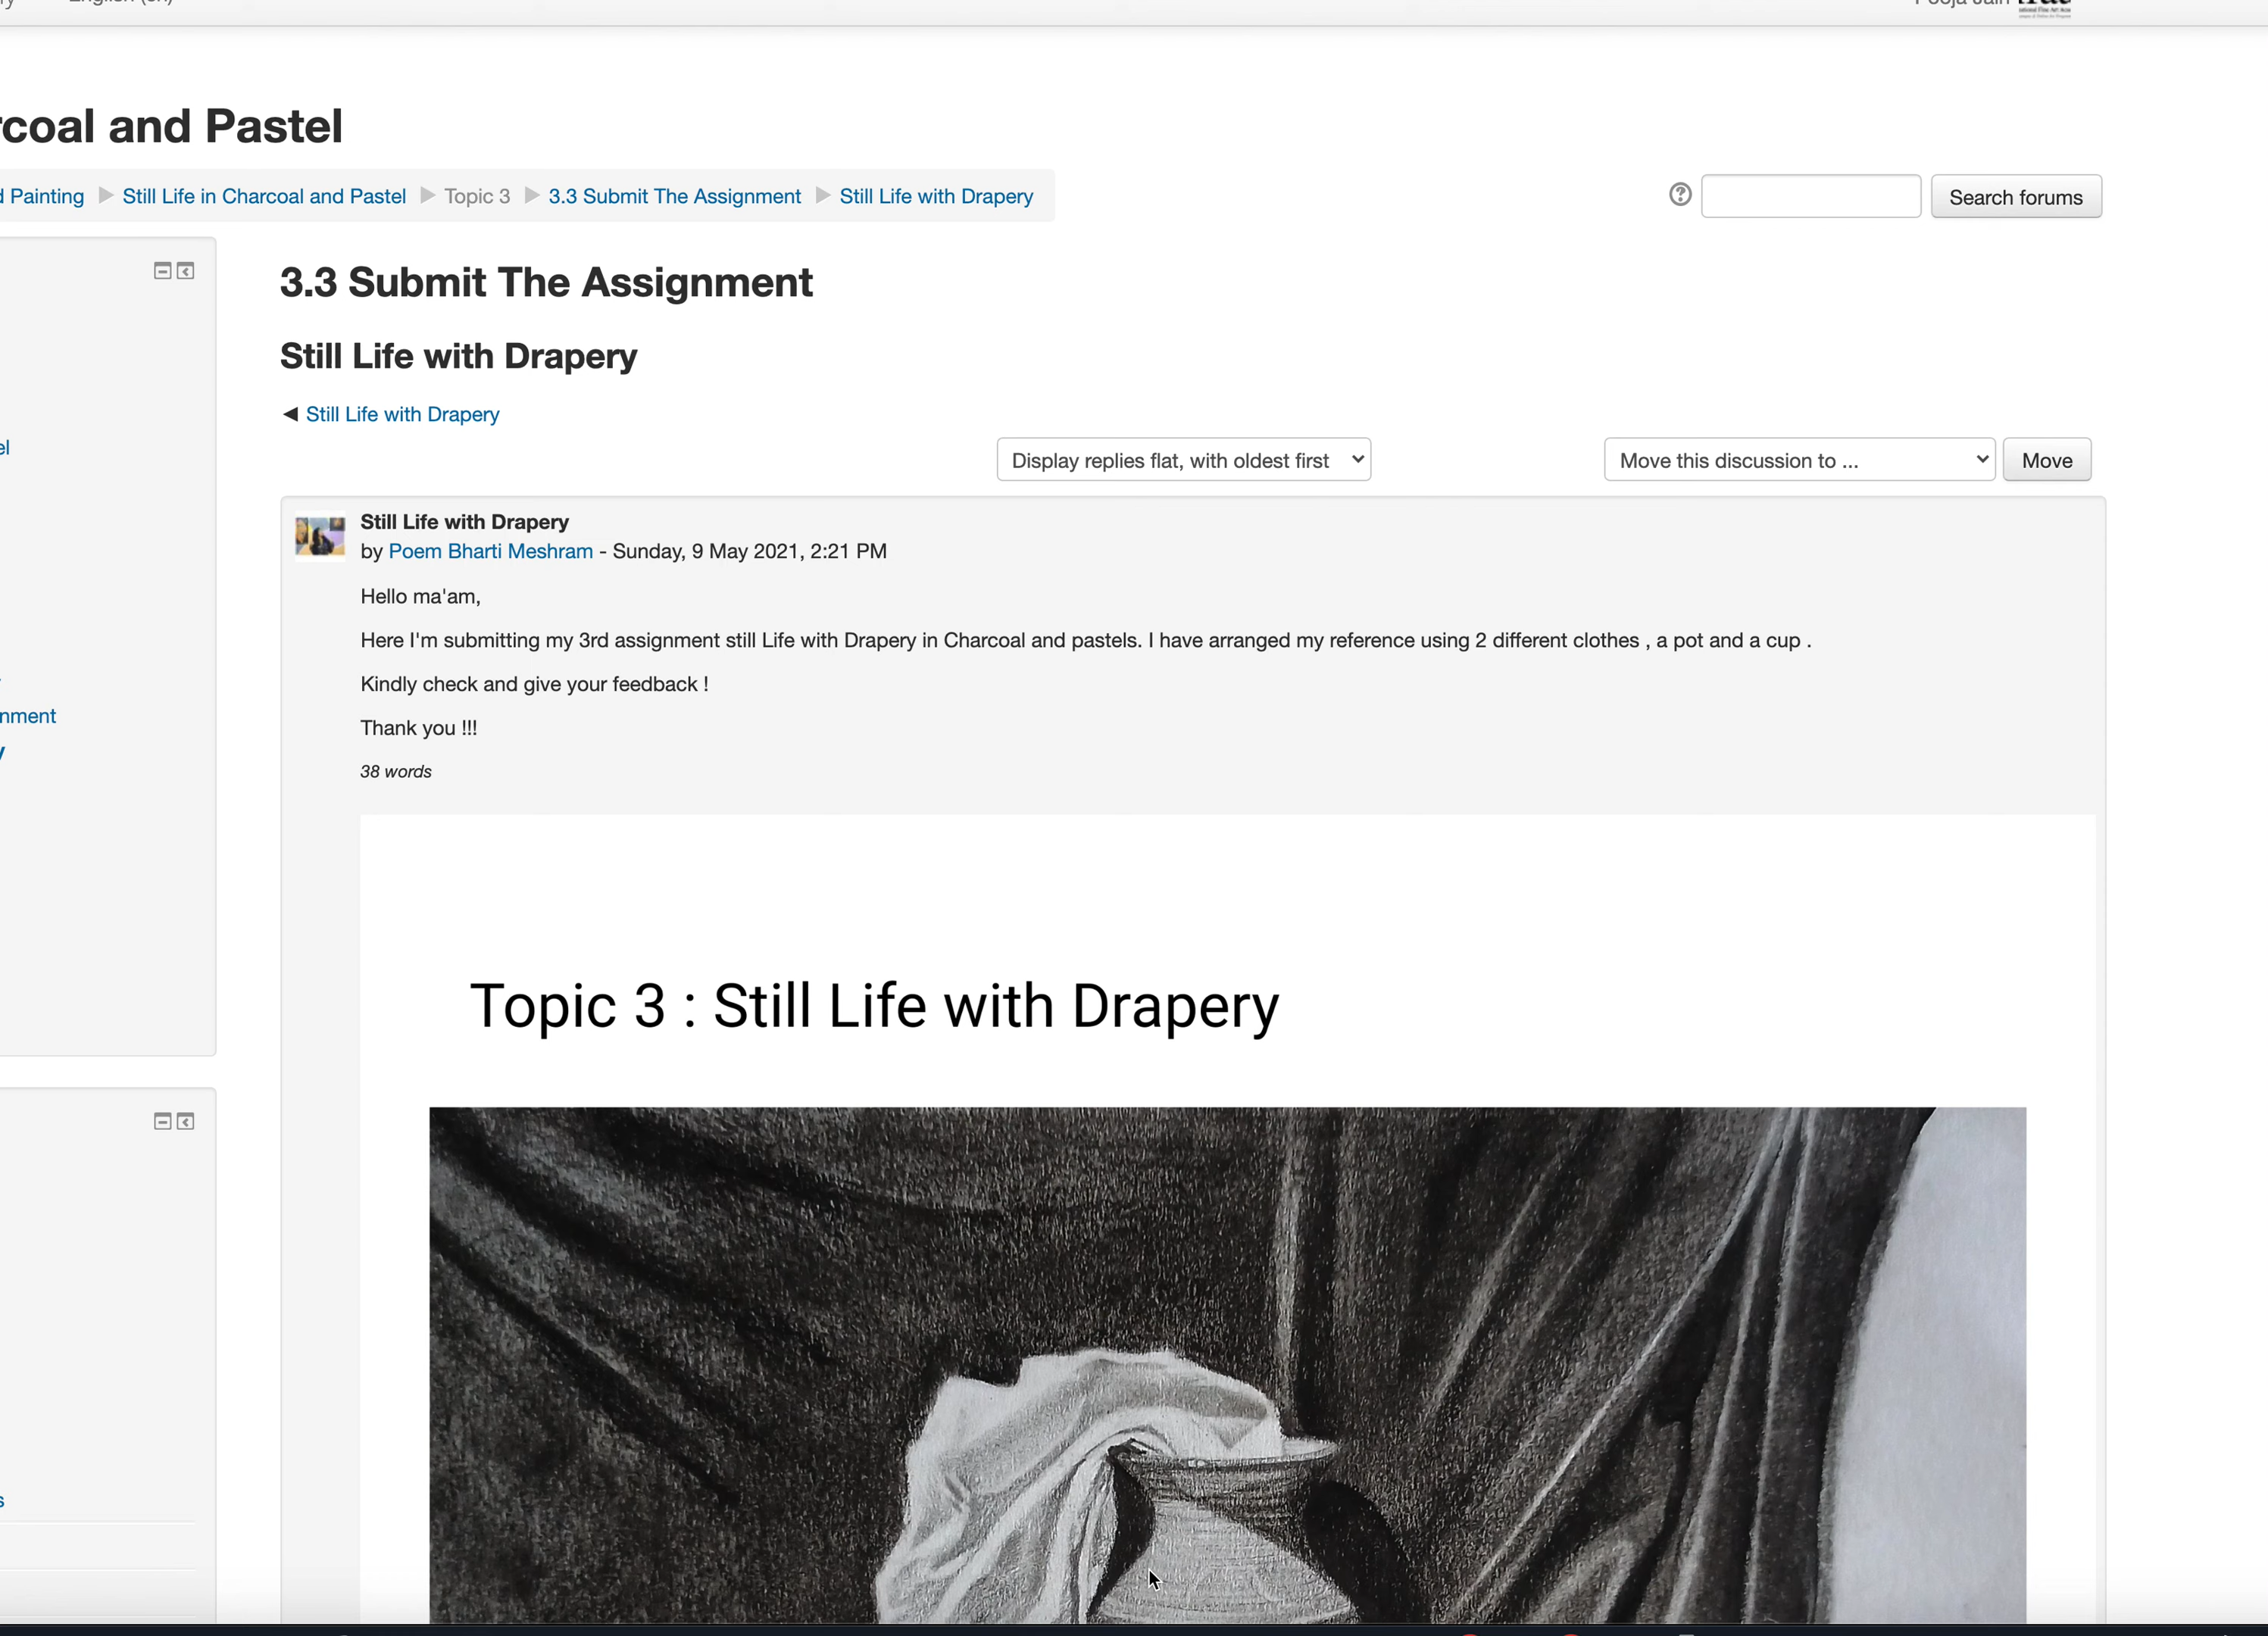 coal and Pastel
Painting Still Life in Charcoal and Pastel Topic 3 3.3 Submit The Assignment Still Life with Drapery
Search forums
3.3 Submit The Assignment
Still Life with Drapery
◄ Still Life with Drapery
Display replies flat, with oldest first
Move this discussion to ...
Move
Still Life with Drapery
by Poem Bharti Meshram - Sunday, 9 May 2021, 2:21 PM
Hello ma'am,
Here I'm submitting my 3rd assignment still Life with Drapery in Charcoal and pastels. I have arranged my reference using 2 different clothes , a pot and a cup .
Kindly check and give your feedback !
nment
Thank you !!!
38 words
Topic 3 : Still Life with Drapery